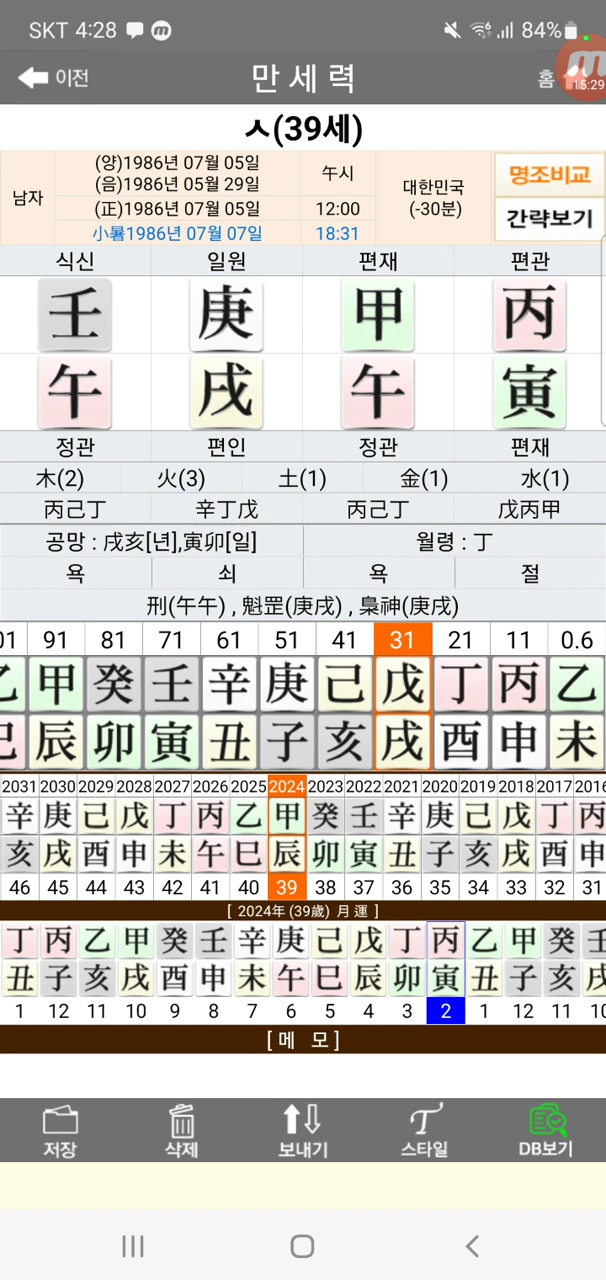 SKT 4:28 84%
이전 만세력 홈
15:29
ㅅ(39세)
남자 (양)1986년 07월 05일 午시 대한민국 명조비교
(음)1986년 05월 29일 (-30분)
(正)1986년 07월 05일 12:00 간략보기
小暑1986년 07월 07일 18:31
식신 일원 편재 편관
壬 庚 甲 丙
午 戌 午 寅
정관 편인 정관 편재
木(2) 火(3) 土(1) 金(1) 水(1)
丙己丁 辛丁戊 丙己丁 戊丙甲
공망 : 戌亥[년],寅卯[일] 월령 : 丁
욕 쇠 욕 절
刑(午午) , 魁罡(庚戌) , 梟神(庚戌)
01 91 81 71 61 51 41 31 21 11 0.6
乙 甲 癸 壬 辛 庚 己 戊 丁 丙 乙
巳 辰 卯 寅 丑 子 亥 戌 酉 申 未
2031 2030 2029 2028 2027 2026 2025 2024 2023 2022 2021 2020 2019 2018 2017 2016
辛 庚 己 戊 丁 丙 乙 甲 癸 壬 辛 庚 己 戊 丁 丙
亥 戌 酉 申 未 午 巳 辰 卯 寅 丑 子 亥 戌 酉 申
46 45 44 43 42 41 40 39 38 37 36 35 34 33 32 31
[ 2024年 (39歲) 月 運 ]
丁 丙 乙 甲 癸 壬 辛 庚 己 戊 丁 丙 乙 甲 癸 壬
丑 子 亥 戌 酉 申 未 午 巳 辰 卯 寅 丑 子 亥 戌
1 12 11 10 9 8 7 6 5 4 3 2 1 12 11 10
[ 메 모 ]
저장 삭제 보내기 스타일 DB보기